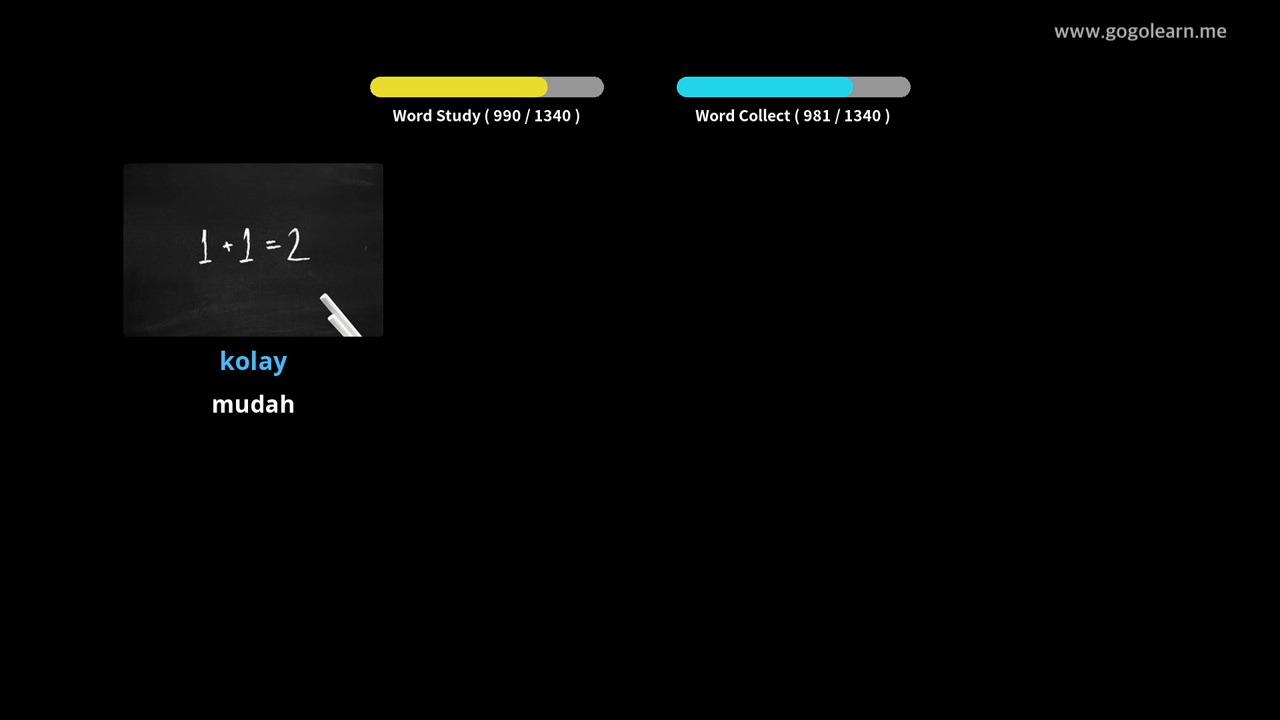 www.gogolearn.me
Word Study ( 990 / 1340 )
Word Collect ( 981 / 1340 )
1 + 1 = 2
kolay
mudah